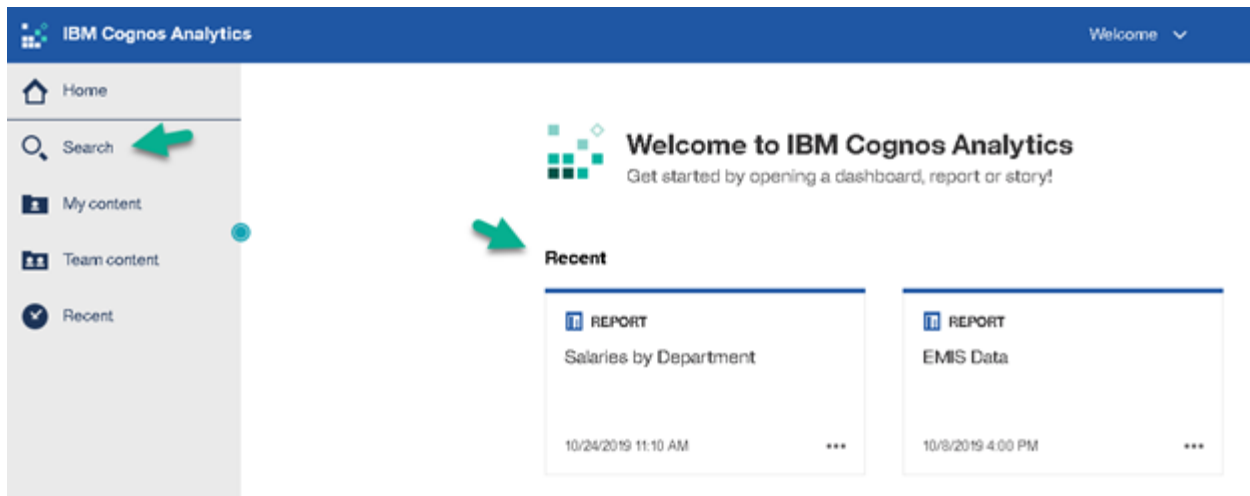 IBM Cognos Analytics
Welcome
Home
Search
My content
Team content
Recent
Welcome to IBM Cognos Analytics
Get started by opening a dashboard, report or story!
Recent
REPORT
Salaries by Department
10/24/2019 11:10 AM
REPORT
EMIS Data
10/8/2019 4:00 PM